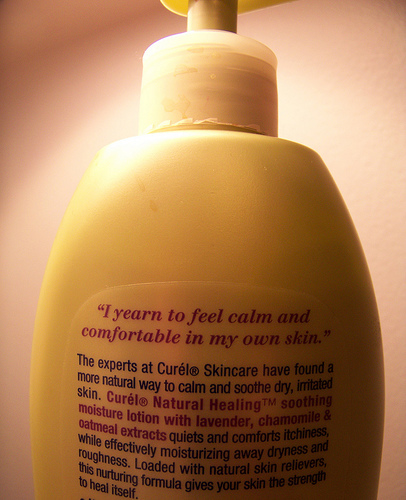 “I yearn to feel calm and
comfortable in my own skin.”
The experts at Curél® Skincare have found a
more natural way to calm and soothe dry, irritated
skin. Curél® Natural Healing™ soothing
moisture lotion with lavender, chamomile &
oatmeal extracts quiets and comforts itchiness,
while effectively moisturizing away dryness and
roughness. Loaded with natural skin relievers,
this nurturing formula gives your skin the strength
to heal itself.